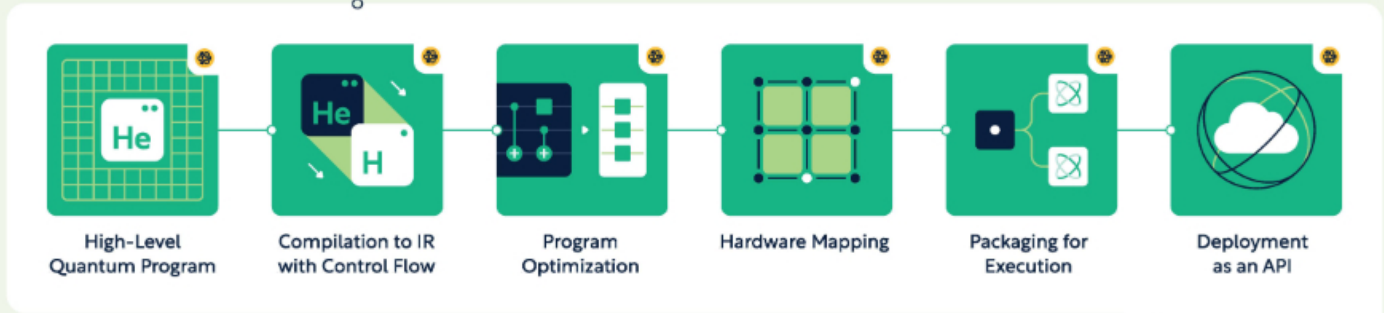 He
He
H
High-Level
Quantum Program
Compilation to IR
with Control Flow
Program
Optimization
Hardware Mapping
Packaging for
Execution
Deployment
as an API